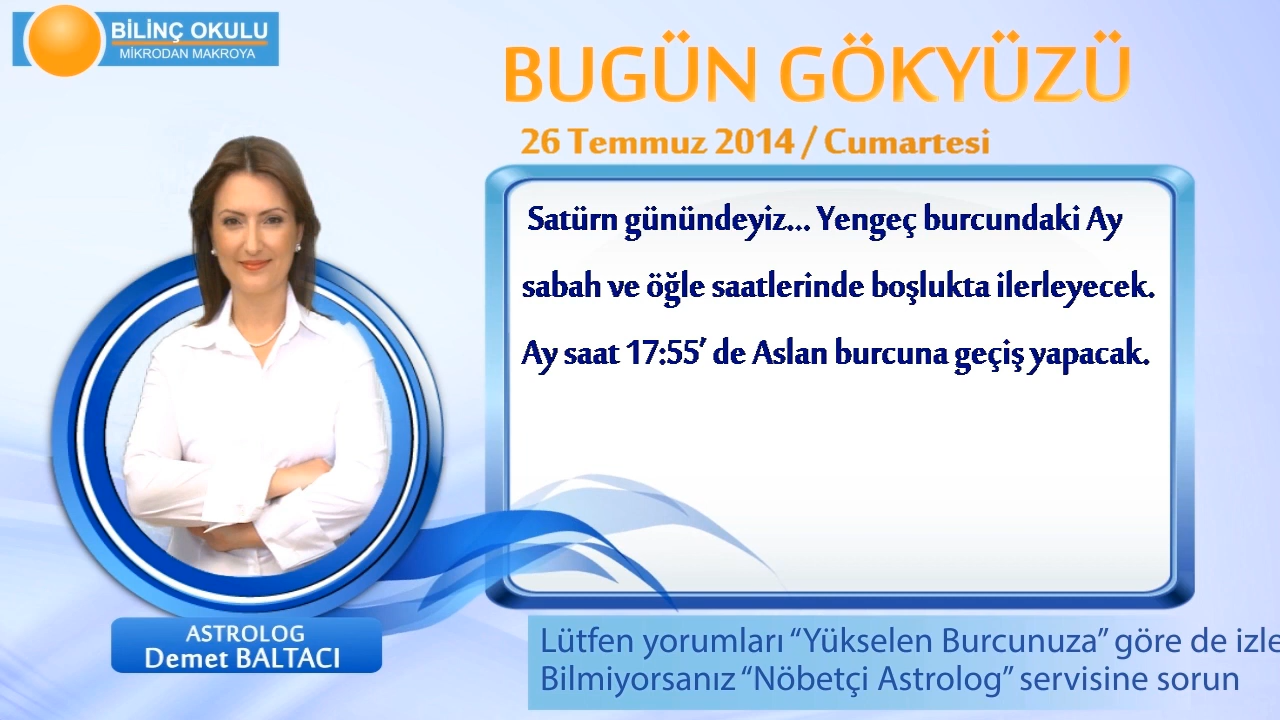 BİLİNÇ OKULU
MİKRODAN MAKROYA
BUGÜN GÖKYÜZÜ
26 Temmuz 2014 / Cumartesi
Satürn günündeyiz... Yengeç burcundaki Ay
sabah ve öğle saatlerinde boşlukta ilerleyecek.
Ay saat 17:55' de Aslan burcuna geçiş yapacak.
ASTROLOG
Demet BALTACI
Lütfen yorumları “Yükselen Burcunuza” göre de
Bilmiyorsanız “Nöbetçi Astrolog” servisine sorun